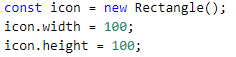 const icon = new Rectangle();
icon.width = 100;
icon.height = 100;